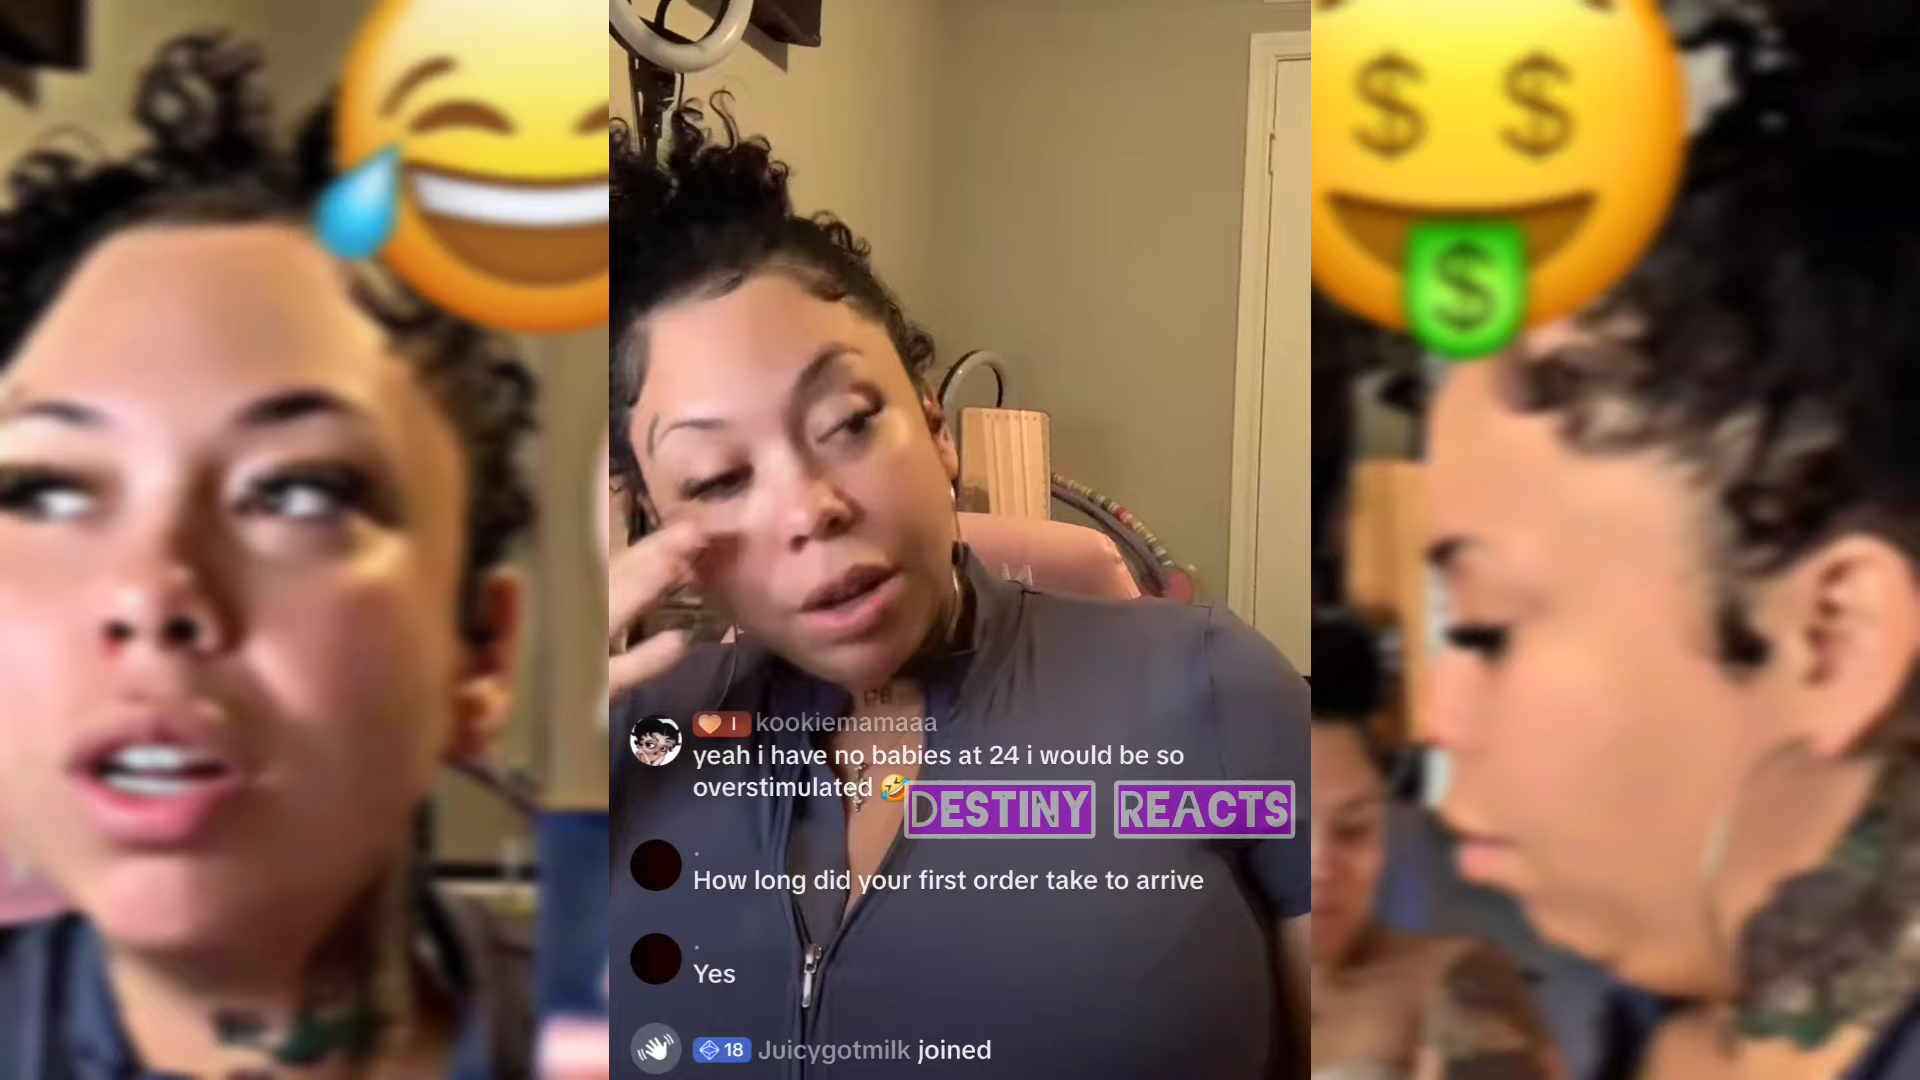 I kookiemamaaa
yeah i have no babies at 24 i would be so
overstimulated 🤣
DESTINY REACTS
.
How long did your first order take to arrive
.
Yes
18 Juicygotmilk joined